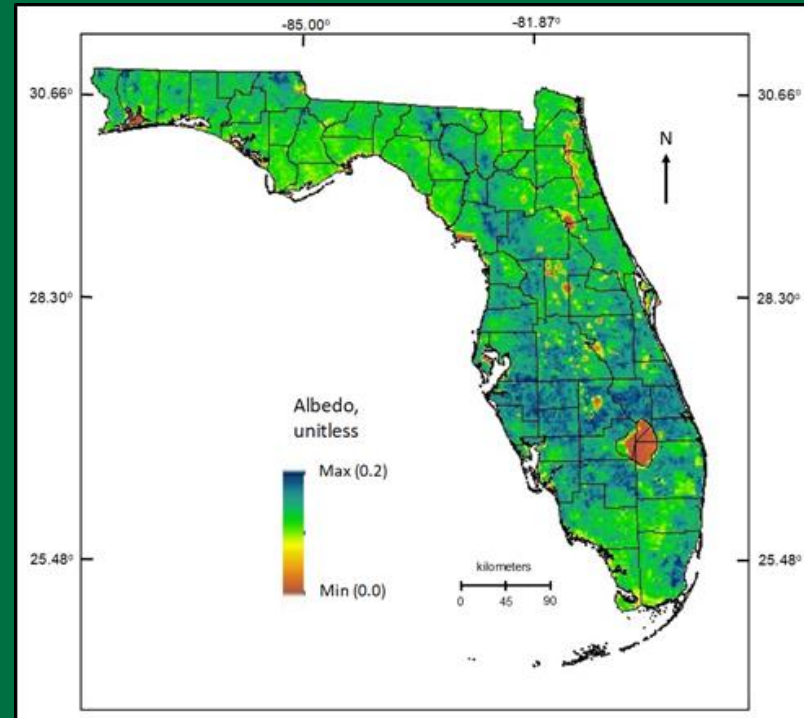 -85.00°
-81.87°
30.66°
30.66°
N
28.30°
28.30°
Albedo,
unitless
Max (0.2)
Min (0.0)
25.48°
25.48°
kilometers
0 45 90